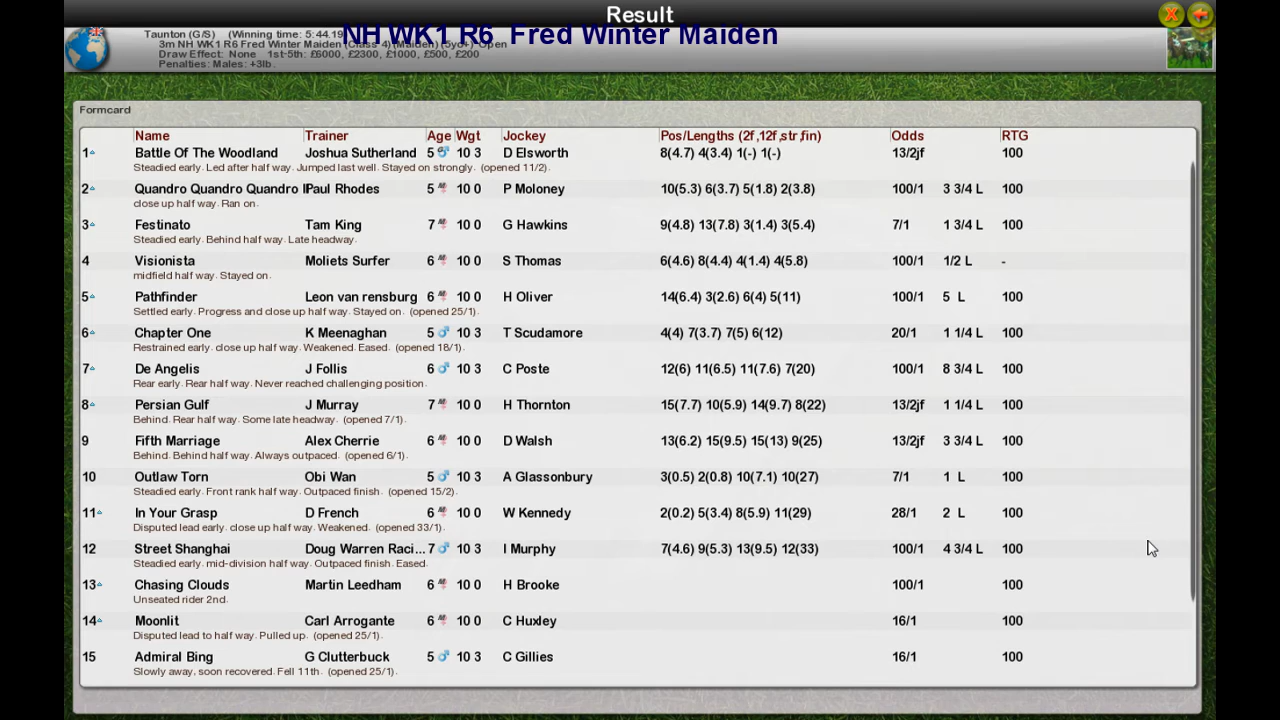 Result
NH WK1 R6 Fred Winter Maiden
Taunton (G/S) (Winning time: 5:44.19
3m NH WK1 R6 Fred Winter Maiden (Class 4) (Maiden) (5yo+) Open
Draw Effect: None 1st-5th: £6000, £2300, £1000, £500, £200
Penalties: Males: +3lb.
Formcard
Name Trainer Age Wgt Jockey Pos/Lengths (2f,12f,str,fin) Odds RTG
1 Battle Of The Woodland Joshua Sutherland 5 10 3 D Elsworth 8(4.7) 4(3.4) 1(-) 1(-) 13/2jf 100
Steadied early. Led after half way. Jumped last well. Stayed on strongly. (opened 11/2).
2 Quandro Quandro Quandro I Paul Rhodes 5 10 0 P Moloney 10(5.3) 6(3.7) 5(1.8) 2(3.8) 100/1 3 3/4 L 100
close up half way. Ran on.
3 Festinato Tam King 7 10 0 G Hawkins 9(4.8) 13(7.8) 3(1.4) 3(5.4) 7/1 1 3/4 L 100
Steadied early. Behind half way. Late headway.
4 Visionista Moliets Surfer 6 10 0 S Thomas 6(4.6) 8(4.4) 4(1.4) 4(5.8) 100/1 1/2 L -
midfield half way. Stayed on.
5 Pathfinder Leon van rensburg 6 10 0 H Oliver 14(6.4) 3(2.6) 6(4) 5(11) 100/1 5 L 100
Settled early. Progress and close up half way. Stayed on. (opened 25/1).
6 Chapter One K Meenaghan 5 10 3 T Scudamore 4(4) 7(3.7) 7(5) 6(12) 20/1 1 1/4 L 100
Restrained early. close up half way. Weakened. Eased. (opened 18/1).
7 De Angelis J Follis 6 10 3 C Poste 12(6) 11(6.5) 11(7.6) 7(20) 100/1 8 3/4 L 100
Rear early. Rear half way. Never reached challenging position.
8 Persian Gulf J Murray 7 10 0 H Thornton 15(7.7) 10(5.9) 14(9.7) 8(22) 13/2jf 1 1/4 L 100
Behind. Rear half way. Some late headway. (opened 7/1).
9 Fifth Marriage Alex Cherrie 6 10 0 D Walsh 13(6.2) 15(9.5) 15(13) 9(25) 13/2jf 3 3/4 L 100
Behind. Behind half way. Always outpaced. (opened 6/1).
10 Outlaw Torn Obi Wan 5 10 3 A Glassonbury 3(0.5) 2(0.8) 10(7.1) 10(27) 7/1 1 L 100
Steadied early. Front rank half way. Outpaced finish. (opened 15/2).
11 In Your Grasp D French 6 10 0 W Kennedy 2(0.2) 5(3.4) 8(5.9) 11(29) 28/1 2 L 100
Disputed lead early. close up half way. Weakened. (opened 33/1).
12 Street Shanghai Doug Warren Raci... 7 10 3 I Murphy 7(4.6) 9(5.3) 13(9.5) 12(33) 100/1 4 3/4 L 100
Steadied early. mid-division half way. Outpaced finish. Eased.
13 Chasing Clouds Martin Leedham 6 10 0 H Brooke 100/1 100
Unseated rider 2nd.
14 Moonlit Carl Arrogante 6 10 0 C Huxley 16/1 100
Disputed lead to half way. Pulled up. (opened 25/1).
15 Admiral Bing G Clutterbuck 5 10 3 C Gillies 16/1 100
Slowly away, soon recovered. Fell 11th. (opened 25/1).